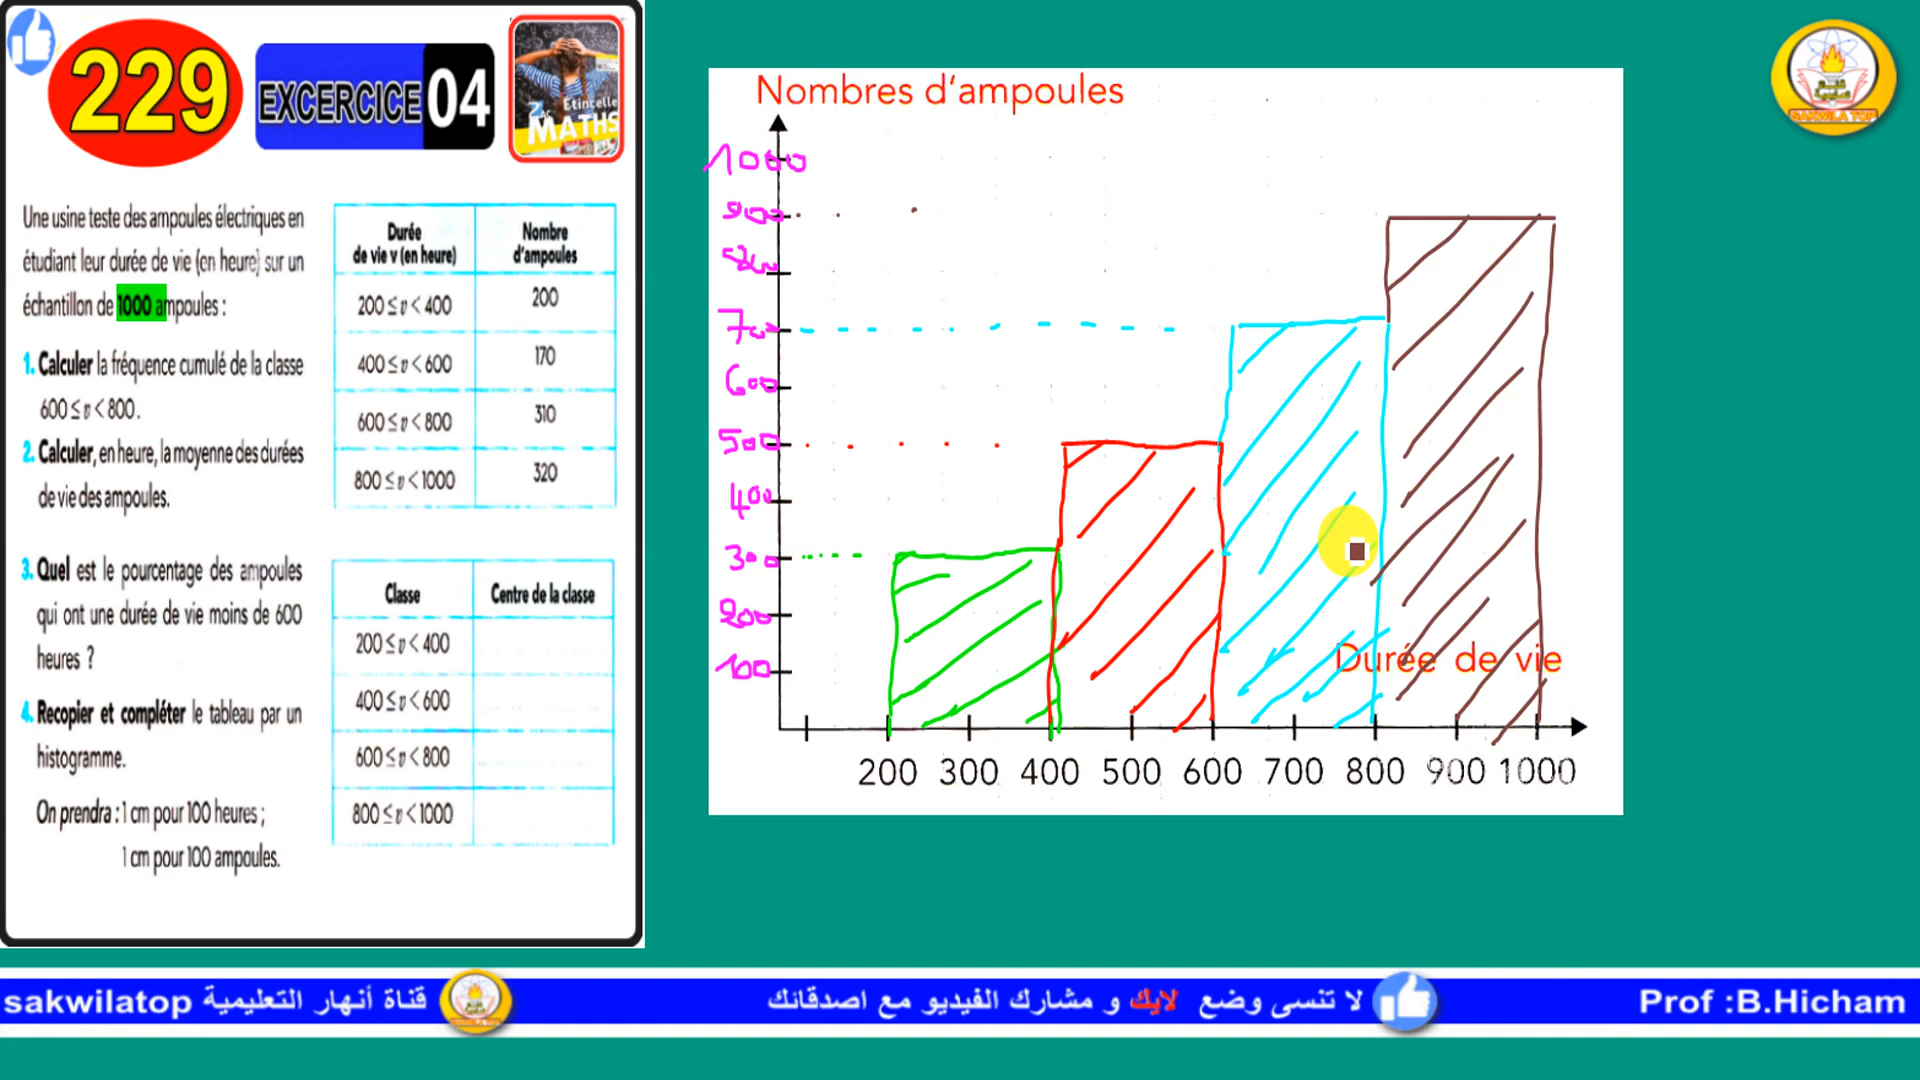 229
EXCERCICE 04
Etincelle
MATHS
Une usine teste des ampoules électriques en
étudiant leur durée de vie (en heure) sur un
échantillon de 1000 ampoules :
1. Calculer la fréquence cumulé de la classe
600 ≤ v < 800.
2. Calculer, en heure, la moyenne des durées
de vie des ampoules.
3. Quel est le pourcentage des ampoules
qui ont une durée de vie moins de 600
heures ?
4. Recopier et compléter le tableau par un
histogramme.
On prendra : 1 cm pour 100 heures ;
1 cm pour 100 ampoules.
Durée Nombre
de vie v (en heure) d'ampoules
200 ≤ v < 400 200
400 ≤ v < 600 170
600 ≤ v < 800 310
800 ≤ v < 1000 320
Classe Centre de la classe
200 ≤ v < 400
400 ≤ v < 600
600 ≤ v < 800
800 ≤ v < 1000
Nombres d'ampoules
1000
900
700
600
500
400
300
200
100
Durée de vie
200 300 400 500 600 700 800 900 1000
SAKWILA TOP
sakwilatop قناة أنهار التعليمية
لا تنسى وضع لايك و مشارك الفيديو مع اصدقائك
Prof :B.Hicham